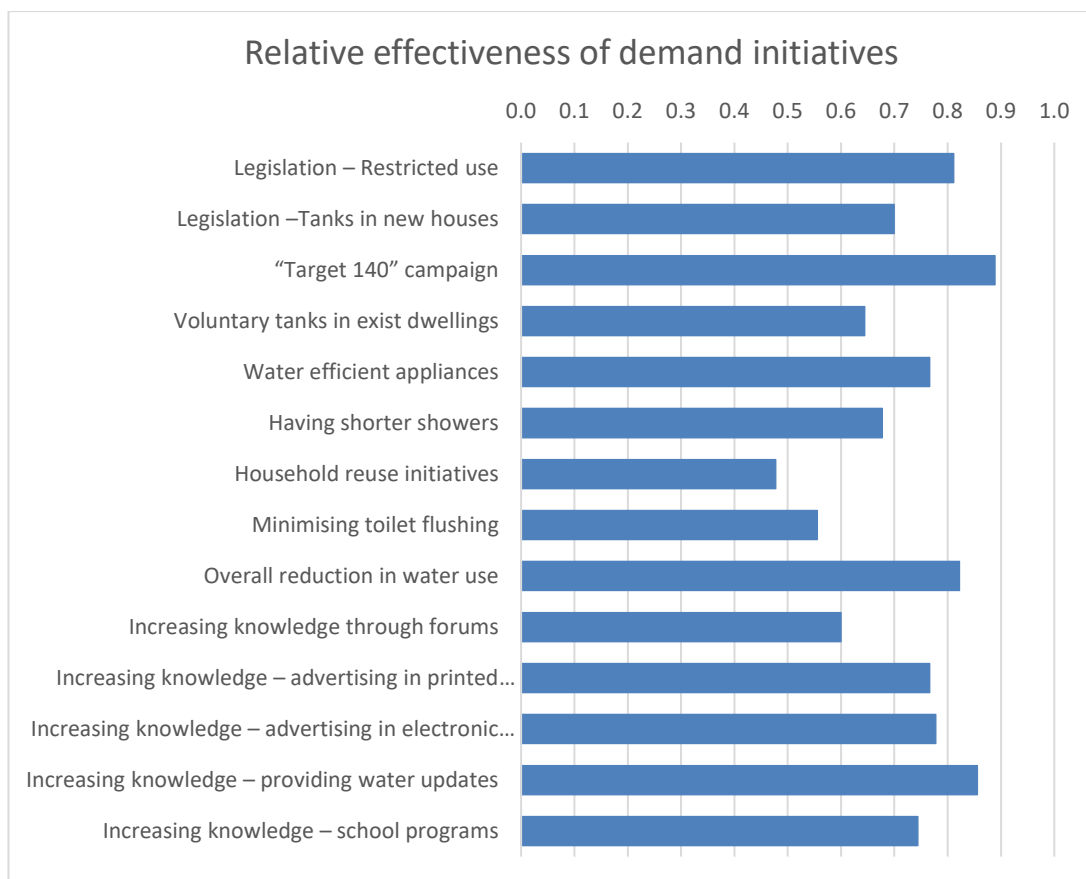 Relative effectiveness of demand initiatives
0.0 0.1 0.2 0.3 0.4 0.5 0.6 0.7 0.8 0.9 1.0
Legislation – Restricted use
Legislation –Tanks in new houses
“Target 140” campaign
Voluntary tanks in exist dwellings
Water efficient appliances
Having shorter showers
Household reuse initiatives
Minimising toilet flushing
Overall reduction in water use
Increasing knowledge through forums
Increasing knowledge – advertising in printed…
Increasing knowledge – advertising in electronic…
Increasing knowledge – providing water updates
Increasing knowledge – school programs